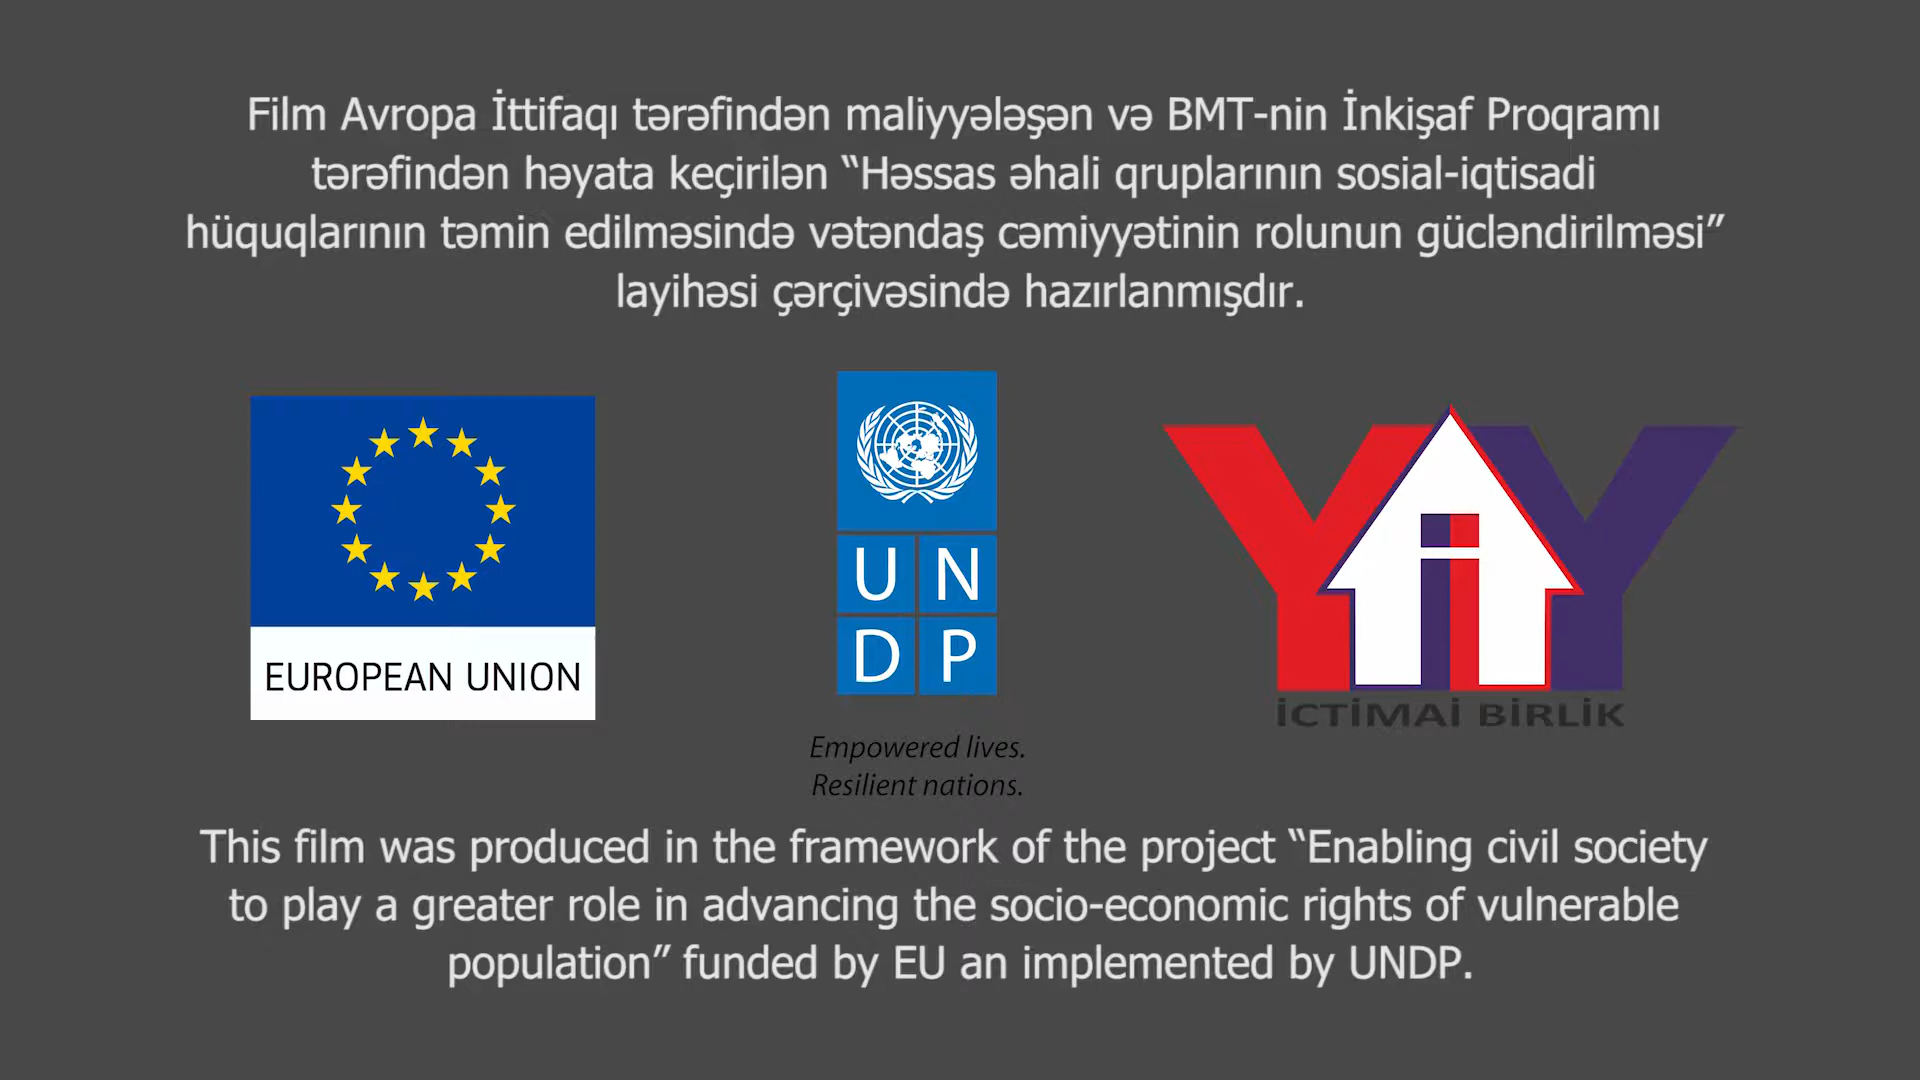 Film Avropa İttifaqı tərəfindən maliyyələşən və BMT-nin İnkişaf Proqramı
tərəfindən həyata keçirilən “Həssas əhali qruplarının sosial-iqtisadi
hüquqlarının təmin edilməsində vətəndaş cəmiyyətinin rolunun gücləndirilməsi”
layihəsi çərçivəsində hazırlanmışdır.
EUROPEAN UNION
U N
D P
Empowered lives.
Resilient nations.
YiY
İCTİMAİ BİRLİK
This film was produced in the framework of the project “Enabling civil society
to play a greater role in advancing the socio-economic rights of vulnerable
population” funded by EU an implemented by UNDP.